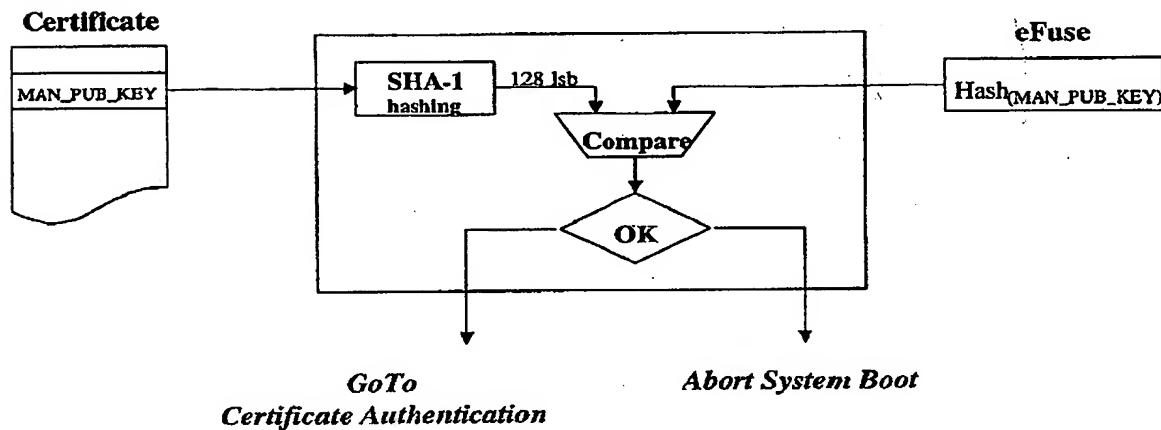 Certificate
eFuse
MAN_PUB_KEY
SHA-1
hashing
128 lsb
Hash(MAN_PUB_KEY)
Compare
OK
GoTo
Certificate Authentication
Abort System Boot